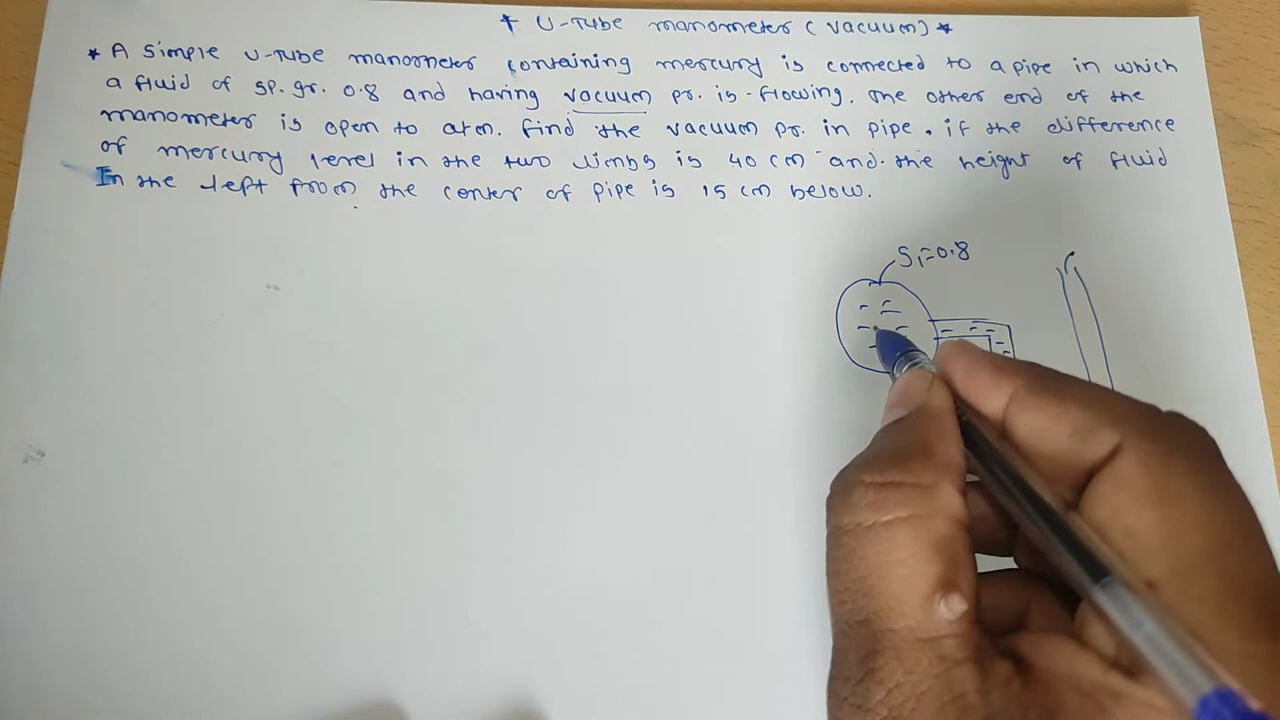 * U-Tube manometer (vacuum) *
* A simple U-Tube manometer containing mercury is connected to a pipe in which
a fluid of sp. gr. 0.8 and having vacuum pr. is flowing. The other end of the
manometer is open to atm. find the vacuum pr. in pipe. if the difference
of mercury level in the two limbs is 40 cm and the height of fluid
In the left from the center of pipe is 15 cm below.
S₁=0.8